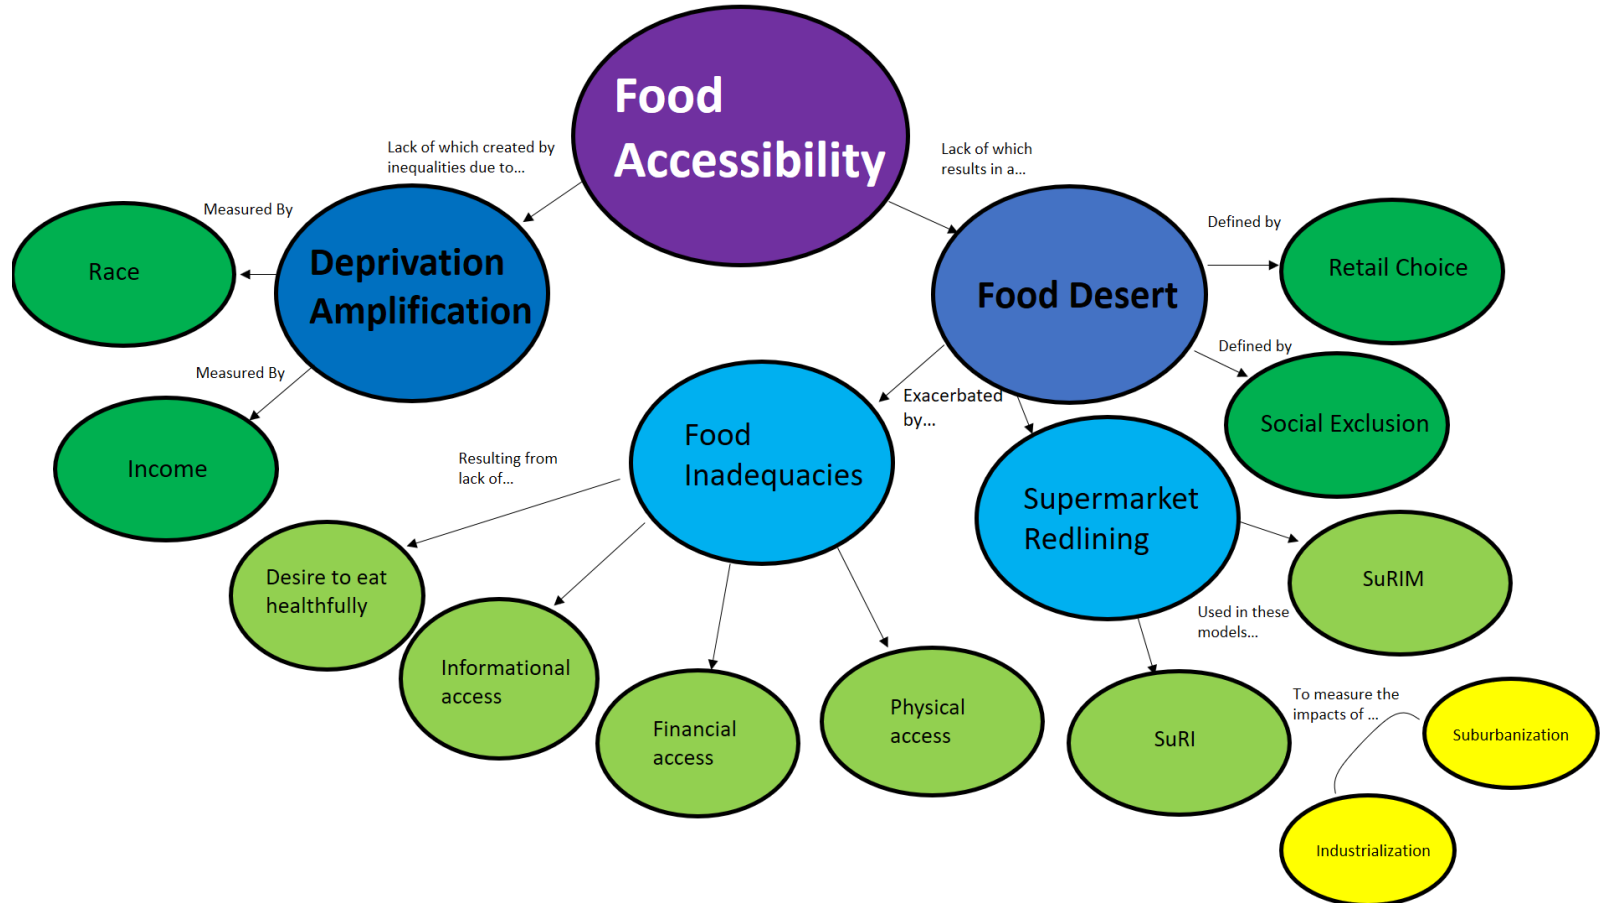 Food
Accessibility
Lack of which created by
inequalities due to...
Lack of which
results in a...
Measured By
Race
Deprivation
Amplification
Measured By
Income
Food Desert
Defined by
Retail Choice
Defined by
Social Exclusion
Exacerbated
by...
Food
Inadequacies
Supermarket
Redlining
Resulting from
lack of...
Desire to eat
healthfully
Informational
access
Financial
access
Physical
access
Used in these
models...
SuRIM
SuRI
To measure the
impacts of ...
Suburbanization
Industrialization